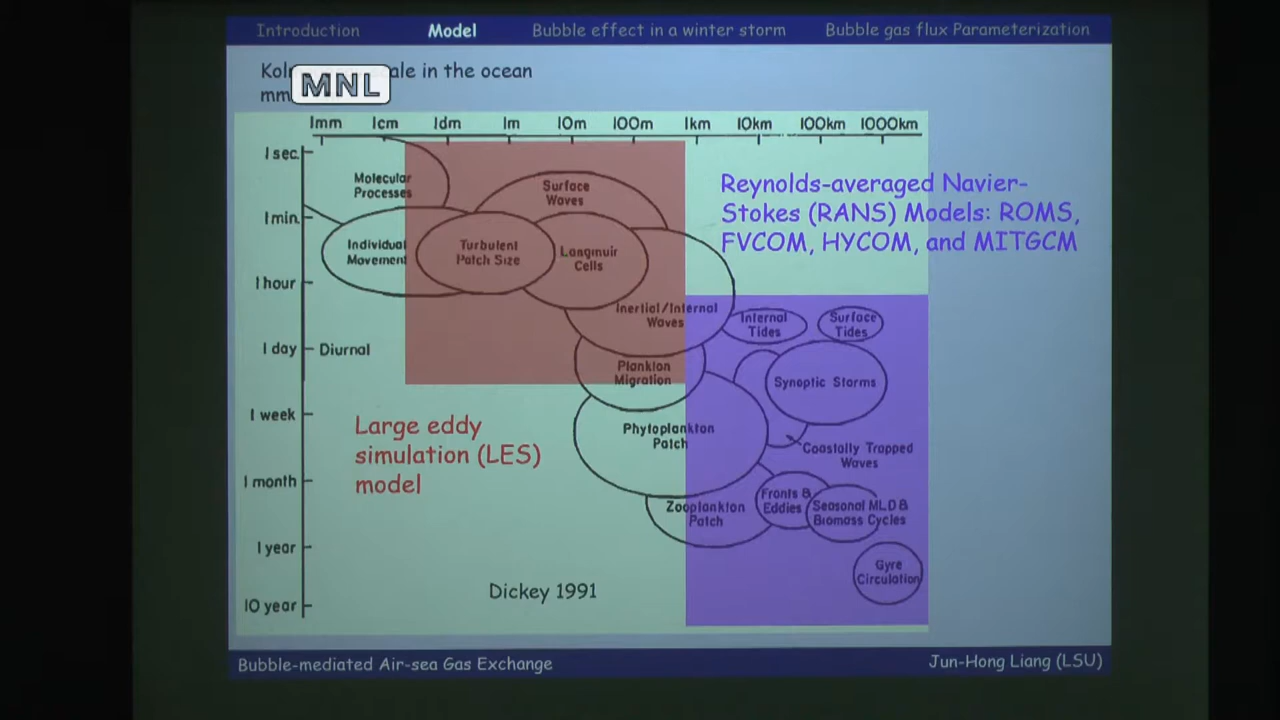 Introduction Model Bubble effect in a winter storm Bubble gas flux Parameterization
ale in the ocean
MNL
1mm 1cm 1dm 1m 10m 100m 1km 10km 100km 1000km
1 sec.
1 min.
1 hour
1 day
1 week
1 month
1 year
10 year
Molecular
Processes
Surface
Waves
Individual
Movement
Turbulent
Patch Size
Langmuir
Cells
Inertial/Internal
Waves
Internal
Tides
Surface
Tides
Diurnal
Plankton
Migration
Synoptic Storms
Phytoplankton
Patch
Coastally Trapped
Waves
Zooplankton
Patch
Fronts &
Eddies
Seasonal MLD &
Biomass Cycles
Gyre
Circulation
Reynolds-averaged Navier-
Stokes (RANS) Models: ROMS,
FVCOM, HYCOM, and MITGCM
Large eddy
simulation (LES)
model
Dickey 1991
Bubble-mediated Air-sea Gas Exchange
Jun-Hong Liang (LSU)